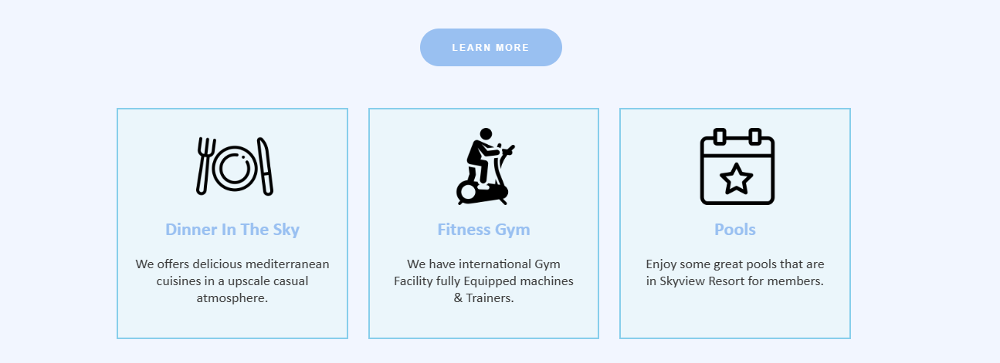 LEARN MORE
Dinner In The Sky
We offers delicious mediterranean
cuisines in a upscale casual
atmosphere.
Fitness Gym
We have international Gym
Facility fully Equipped machines
& Trainers.
Pools
Enjoy some great pools that are
in Skyview Resort for members.